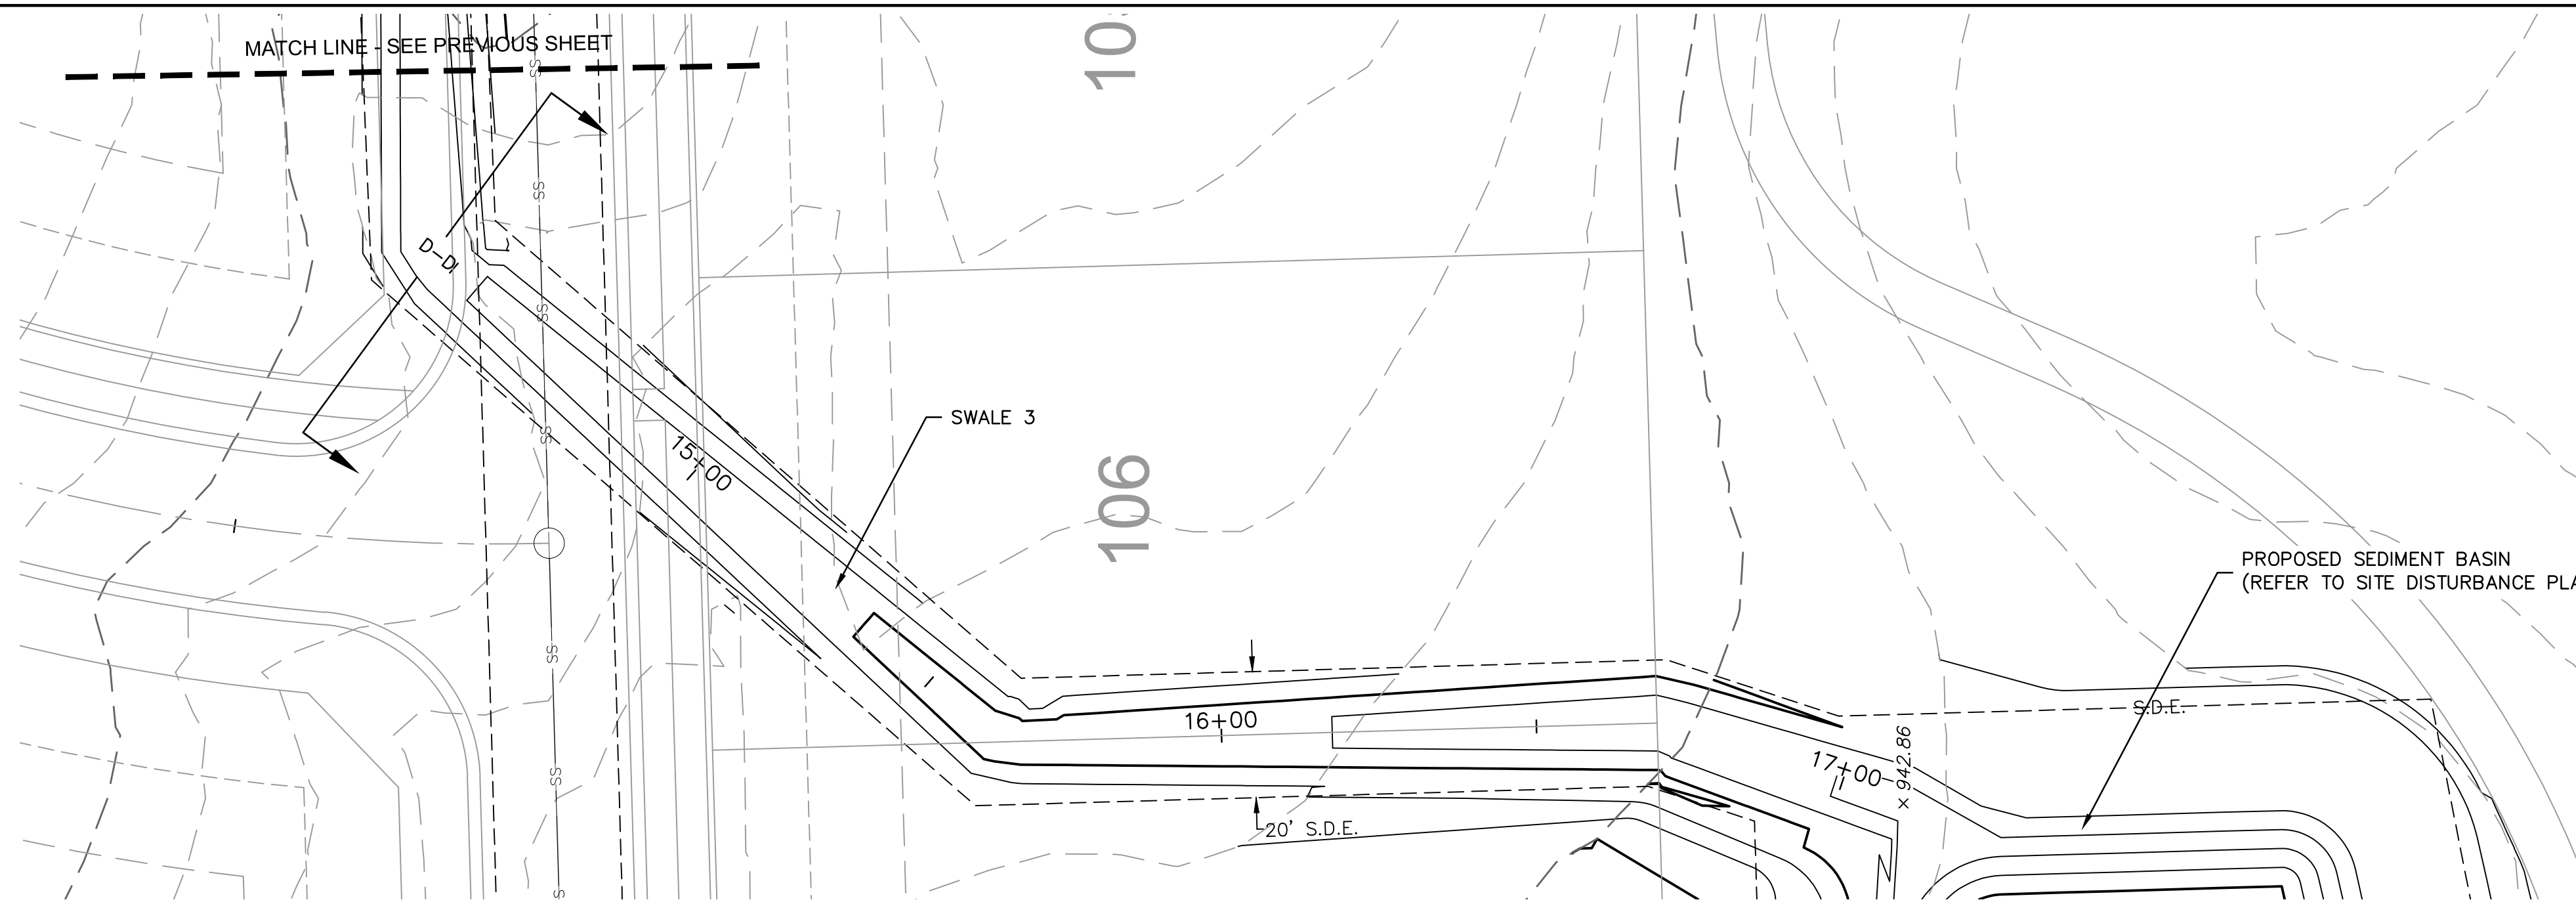 MATCH LINE - SEE PREVIOUS SHEET
SS
SS
D-D
SS
SWALE 3
SS
15+00
106
PROPOSED SEDIMENT BASIN
(REFER TO SITE DISTURBANCE PLA
SS
S.D.E.
16+00
942.86
17+00
SS
20' S.D.E.